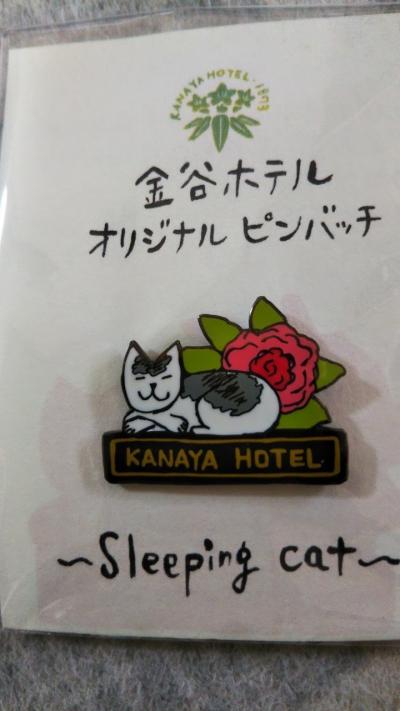 KANAYA HOTEL・1873
金谷ホテル
オリジナル ピンバッチ
KANAYA HOTEL
～Sleeping cat～